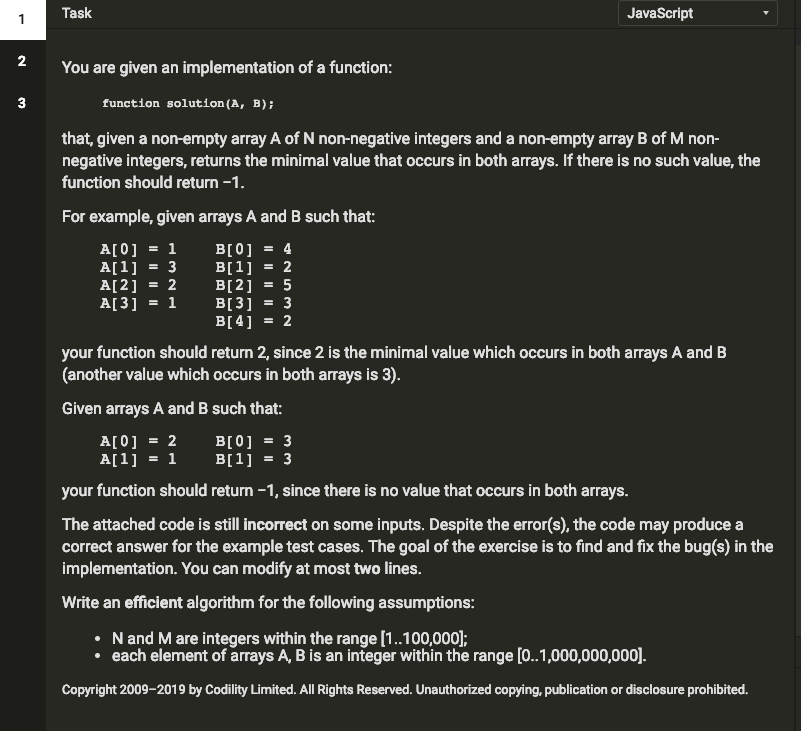 1
Task
JavaScript
2
You are given an implementation of a function:
3
function solution(A, B);
that, given a non-empty array A of N non-negative integers and a non-empty array B of M non-
negative integers, returns the minimal value that occurs in both arrays. If there is no such value, the
function should return −1.
For example, given arrays A and B such that:
A[0] = 1 B[0] = 4
A[1] = 3 B[1] = 2
A[2] = 2 B[2] = 5
A[3] = 1 B[3] = 3
B[4] = 2
your function should return 2, since 2 is the minimal value which occurs in both arrays A and B
(another value which occurs in both arrays is 3).
Given arrays A and B such that:
A[0] = 2 B[0] = 3
A[1] = 1 B[1] = 3
your function should return −1, since there is no value that occurs in both arrays.
The attached code is still incorrect on some inputs. Despite the error(s), the code may produce a
correct answer for the example test cases. The goal of the exercise is to find and fix the bug(s) in the
implementation. You can modify at most two lines.
Write an efficient algorithm for the following assumptions:
• N and M are integers within the range [1..100,000];
• each element of arrays A, B is an integer within the range [0..1,000,000,000].
Copyright 2009–2019 by Codility Limited. All Rights Reserved. Unauthorized copying, publication or disclosure prohibited.